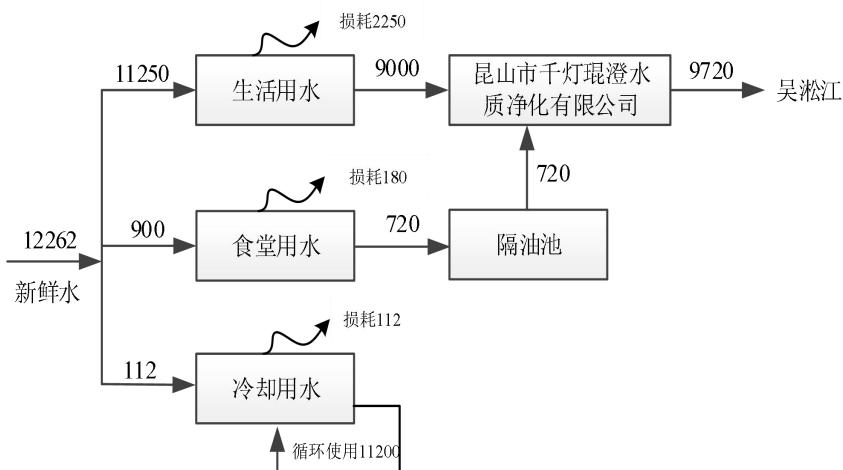 损耗2250
11250
生活用水
9000
昆山市千灯琨澄水
质净化有限公司
9720
吴淞江
损耗180
720
12262
900
食堂用水
720
隔油池
新鲜水
损耗112
112
冷却用水
循环使用11200